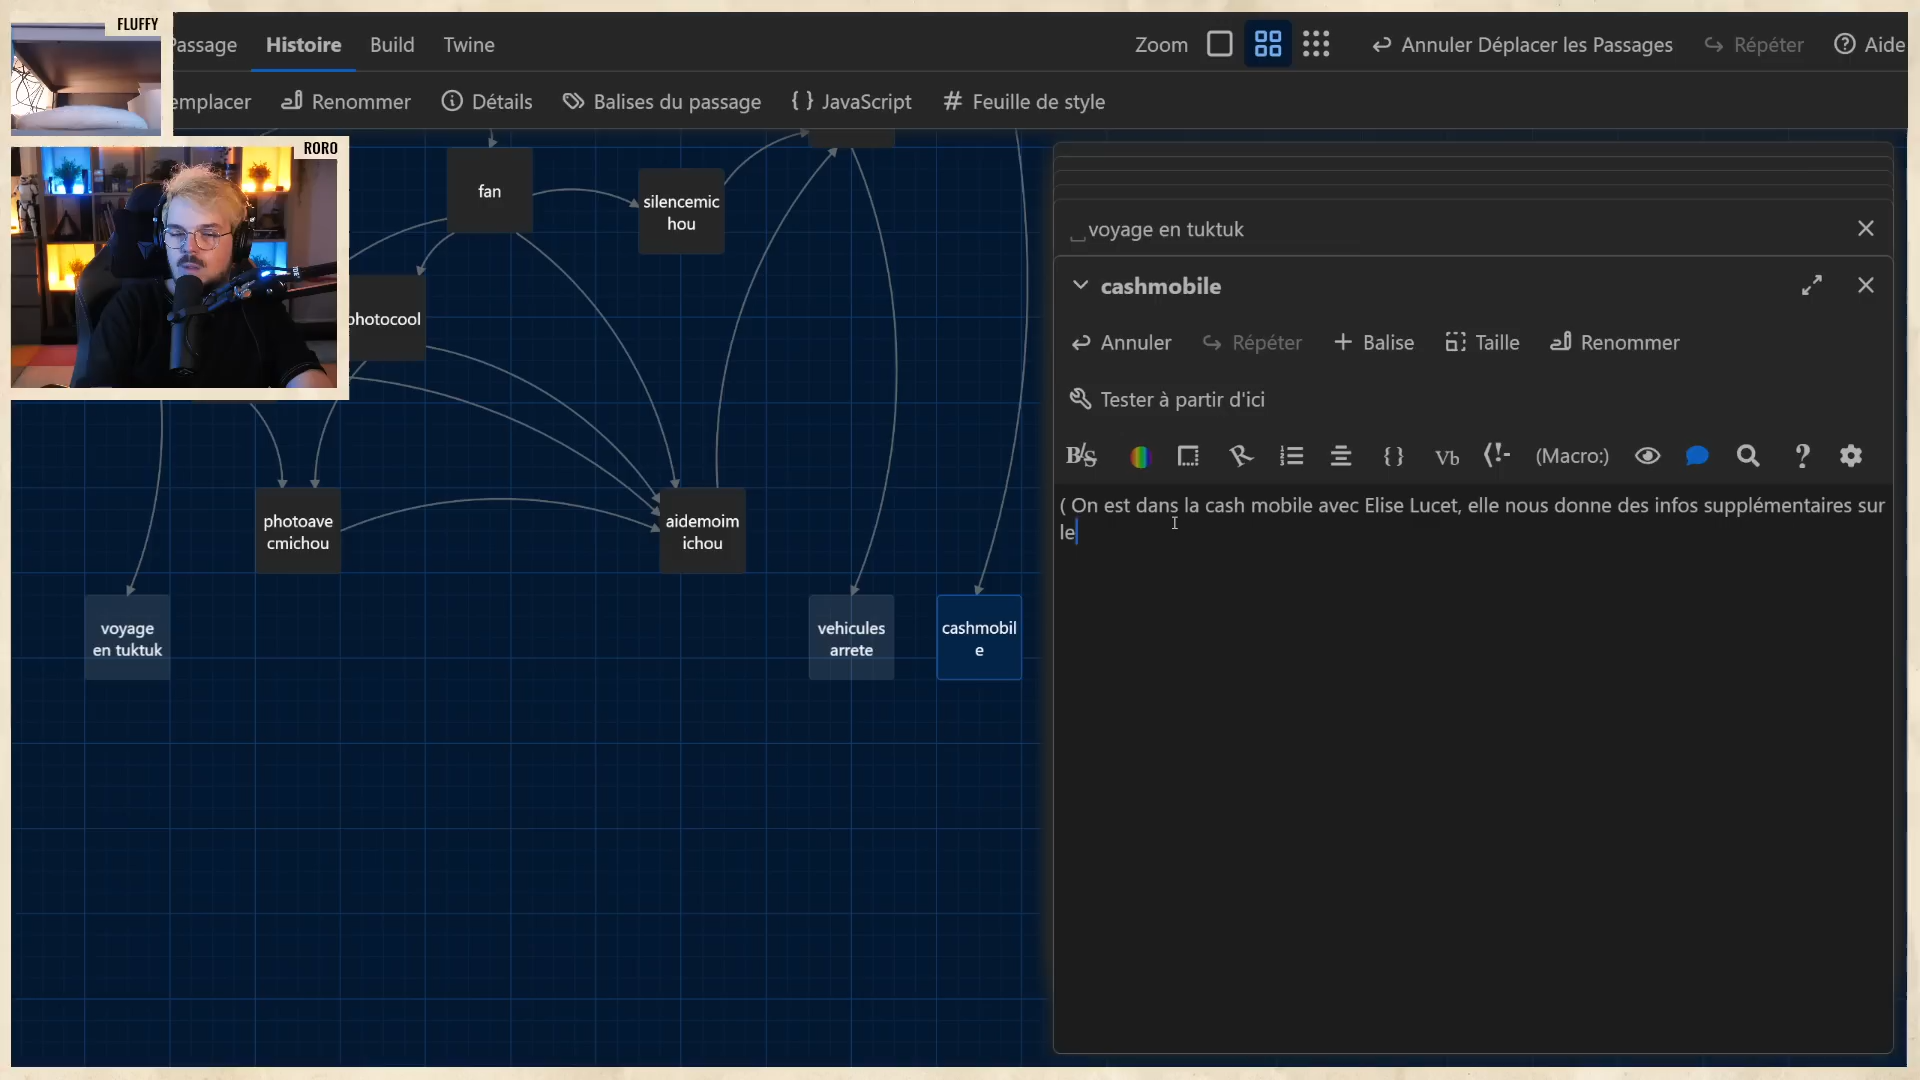 FLUFFY
RORO
Passage Histoire Build Twine
Zoom Annuler Déplacer les Passages Répéter Aide
emplacer Renommer Détails Balises du passage { } JavaScript # Feuille de style
fan
silencemic
hou
photocool
photoave
cmichou
aidemoim
ichou
voyage
en tuktuk
vehicules
arrete
cashmobil
e
voyage en tuktuk
cashmobile
Annuler Répéter + Balise Taille Renommer
Tester à partir d'ici
(Macro:)
( On est dans la cash mobile avec Elise Lucet, elle nous donne des infos supplémentaires sur
le